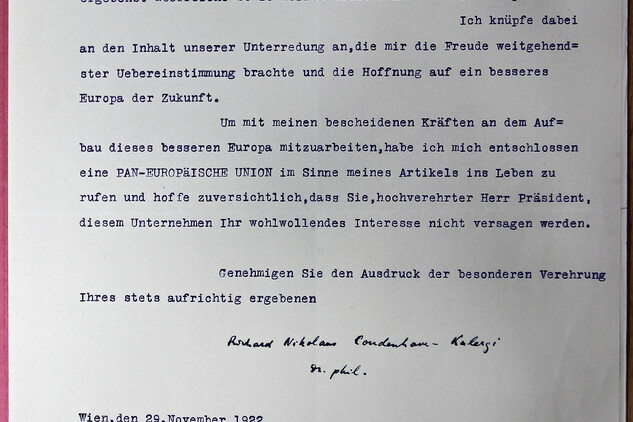 Ich knüpfe dabei
an den Inhalt unserer Unterredung an,die mir die Freude weitgehend=
ster Uebereinstimmung brachte und die Hoffnung auf ein besseres
Europa der Zukunft.
Um mit meinen bescheidenen Kräften an dem Auf=
bau dieses besseren Europa mitzuarbeiten,habe ich mich entschlossen
eine PAN-EUROPÄISCHE UNION im Sinne meines Artikels ins Leben zu
rufen und hoffe zuversichtlich,dass Sie,hochverehrter Herr Präsident,
diesem Unternehmen Ihr wohlwollendes Interesse nicht versagen werden.
Genehmigen Sie den Ausdruck der besonderen Verehrung
Ihres stets aufrichtig ergebenen
Richard Nikolaus Coudenhove-Kalergi
Dr. phil.
Wien,den 29.November 1922